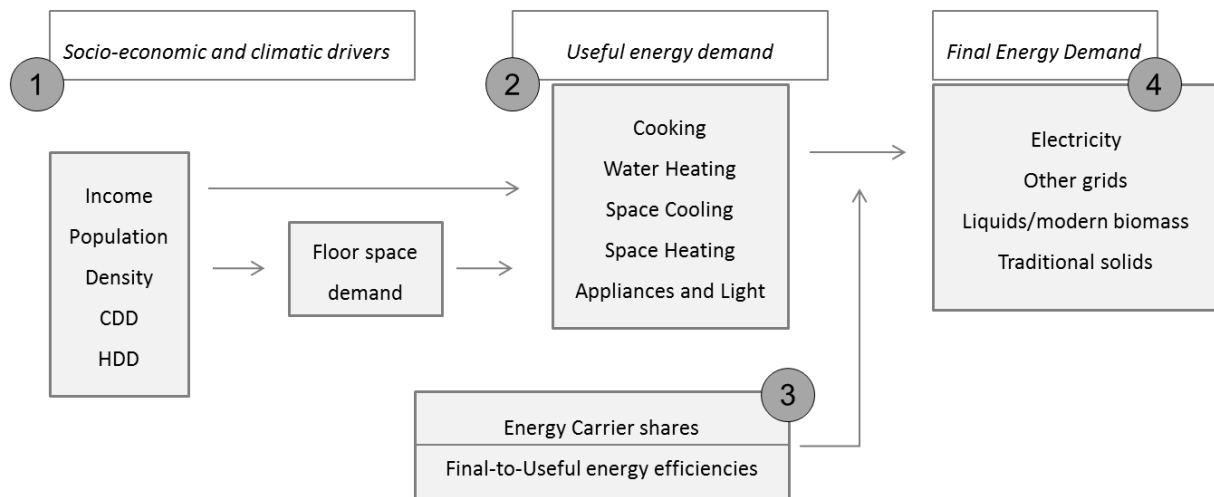 Socio-economic and climatic drivers
1
Income
Population
Density
CDD
HDD
Floor space
demand
Useful energy demand
2
Cooking
Water Heating
Space Cooling
Space Heating
Appliances and Light
3
Energy Carrier shares
Final-to-Useful energy efficiencies
Final Energy Demand
4
Electricity
Other grids
Liquids/modern biomass
Traditional solids